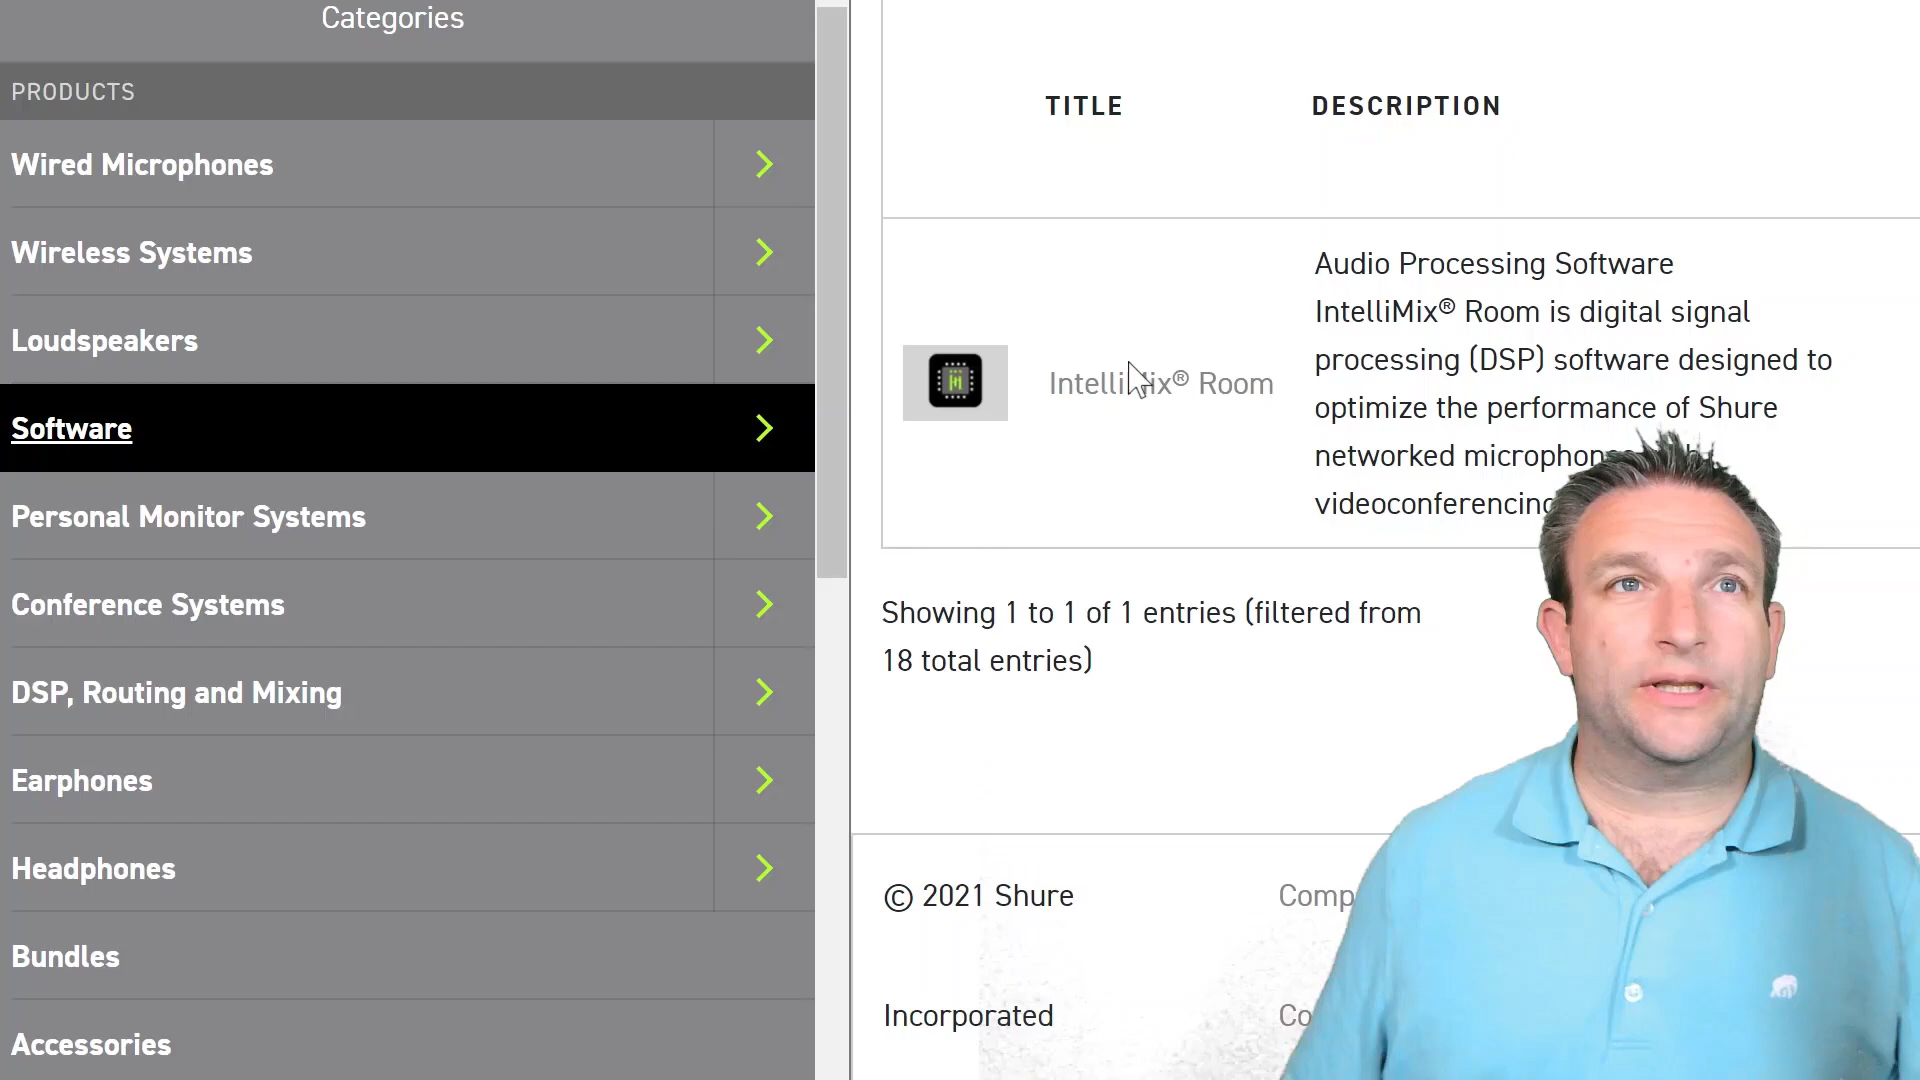 Categories
PRODUCTS
Wired Microphones
Wireless Systems
Loudspeakers
Software
Personal Monitor Systems
Conference Systems
DSP, Routing and Mixing
Earphones
Headphones
Bundles
Accessories
TITLE
DESCRIPTION
IntelliMix® Room
Audio Processing Software
IntelliMix® Room is digital signal
processing (DSP) software designed to
optimize the performance of Shure
networked
videoconferencing
Showing 1 to 1 of 1 entries (filtered from
18 total entries)
© 2021 Shure
Incorporated